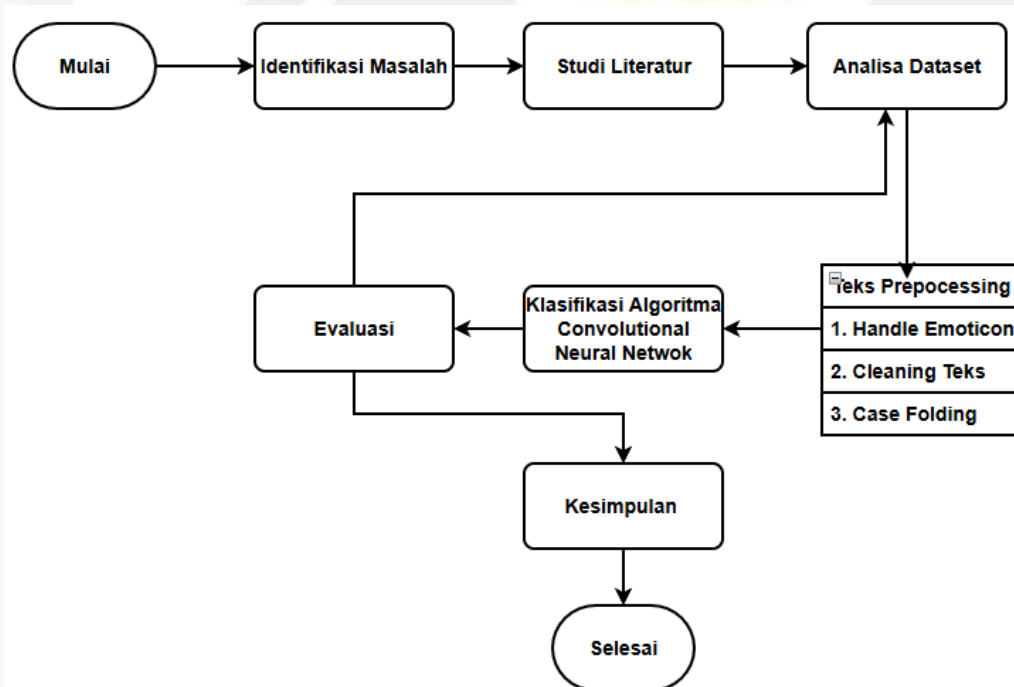 Mulai
Identifikasi Masalah
Studi Literatur
Analisa Dataset
Teks Prepocessing
1. Handle Emoticon
2. Cleaning Teks
3. Case Folding
Klasifikasi Algoritma
Convolutional
Neural Netwok
Evaluasi
Kesimpulan
Selesai